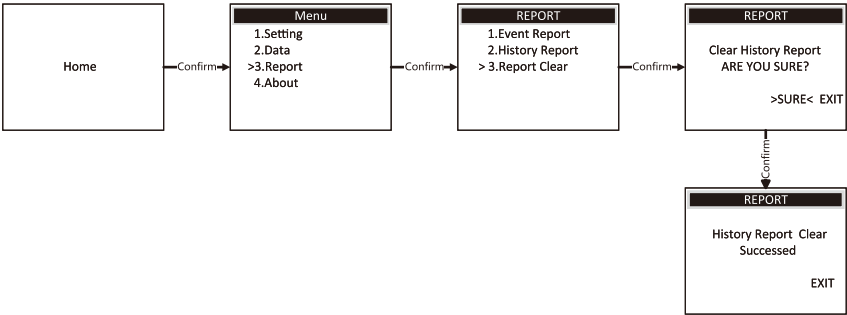 Home
Confirm
Menu
1.Setting
2.Data
>3.Report
4.About
Confirm
REPORT
1.Event Report
2.History Report
> 3.Report Clear
Confirm
REPORT
Clear History Report
ARE YOU SURE?
>SURE< EXIT
Confirm
REPORT
History Report Clear
Successed
EXIT